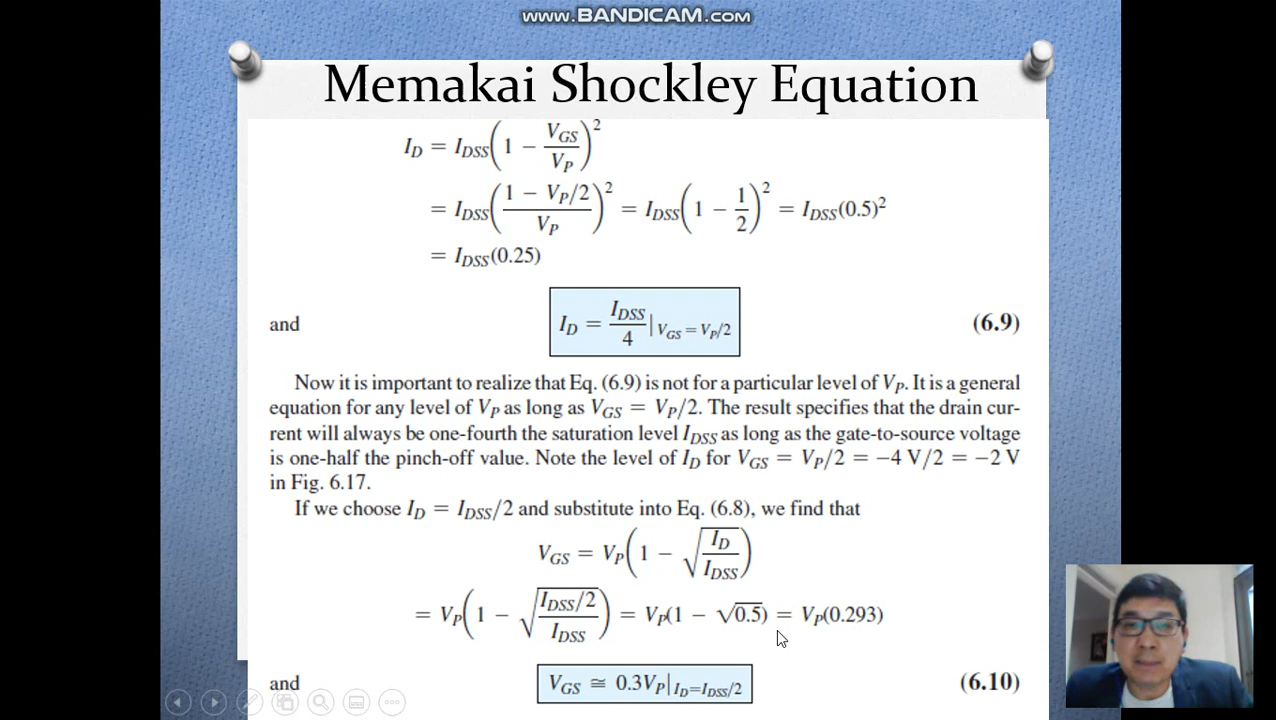 www.BANDICAM.com
Memakai Shockley Equation
I_D = I_DSS(1 − V_GS/V_P)²
= I_DSS((1 − V_P/2)/V_P)² = I_DSS(1 − 1/2)² = I_DSS(0.5)²
= I_DSS(0.25)
and I_D = I_DSS/4 |V_GS = V_P/2 (6.9)
Now it is important to realize that Eq. (6.9) is not for a particular level of V_P. It is a general
equation for any level of V_P as long as V_GS = V_P/2. The result specifies that the drain cur-
rent will always be one-fourth the saturation level I_DSS as long as the gate-to-source voltage
is one-half the pinch-off value. Note the level of I_D for V_GS = V_P/2 = −4 V/2 = −2 V
in Fig. 6.17.
If we choose I_D = I_DSS/2 and substitute into Eq. (6.8), we find that
V_GS = V_P(1 − √(I_D/I_DSS))
= V_P(1 − √((I_DSS/2)/I_DSS)) = V_P(1 − √0.5) = V_P(0.293)
and V_GS ≅ 0.3V_P|I_D=I_DSS/2 (6.10)